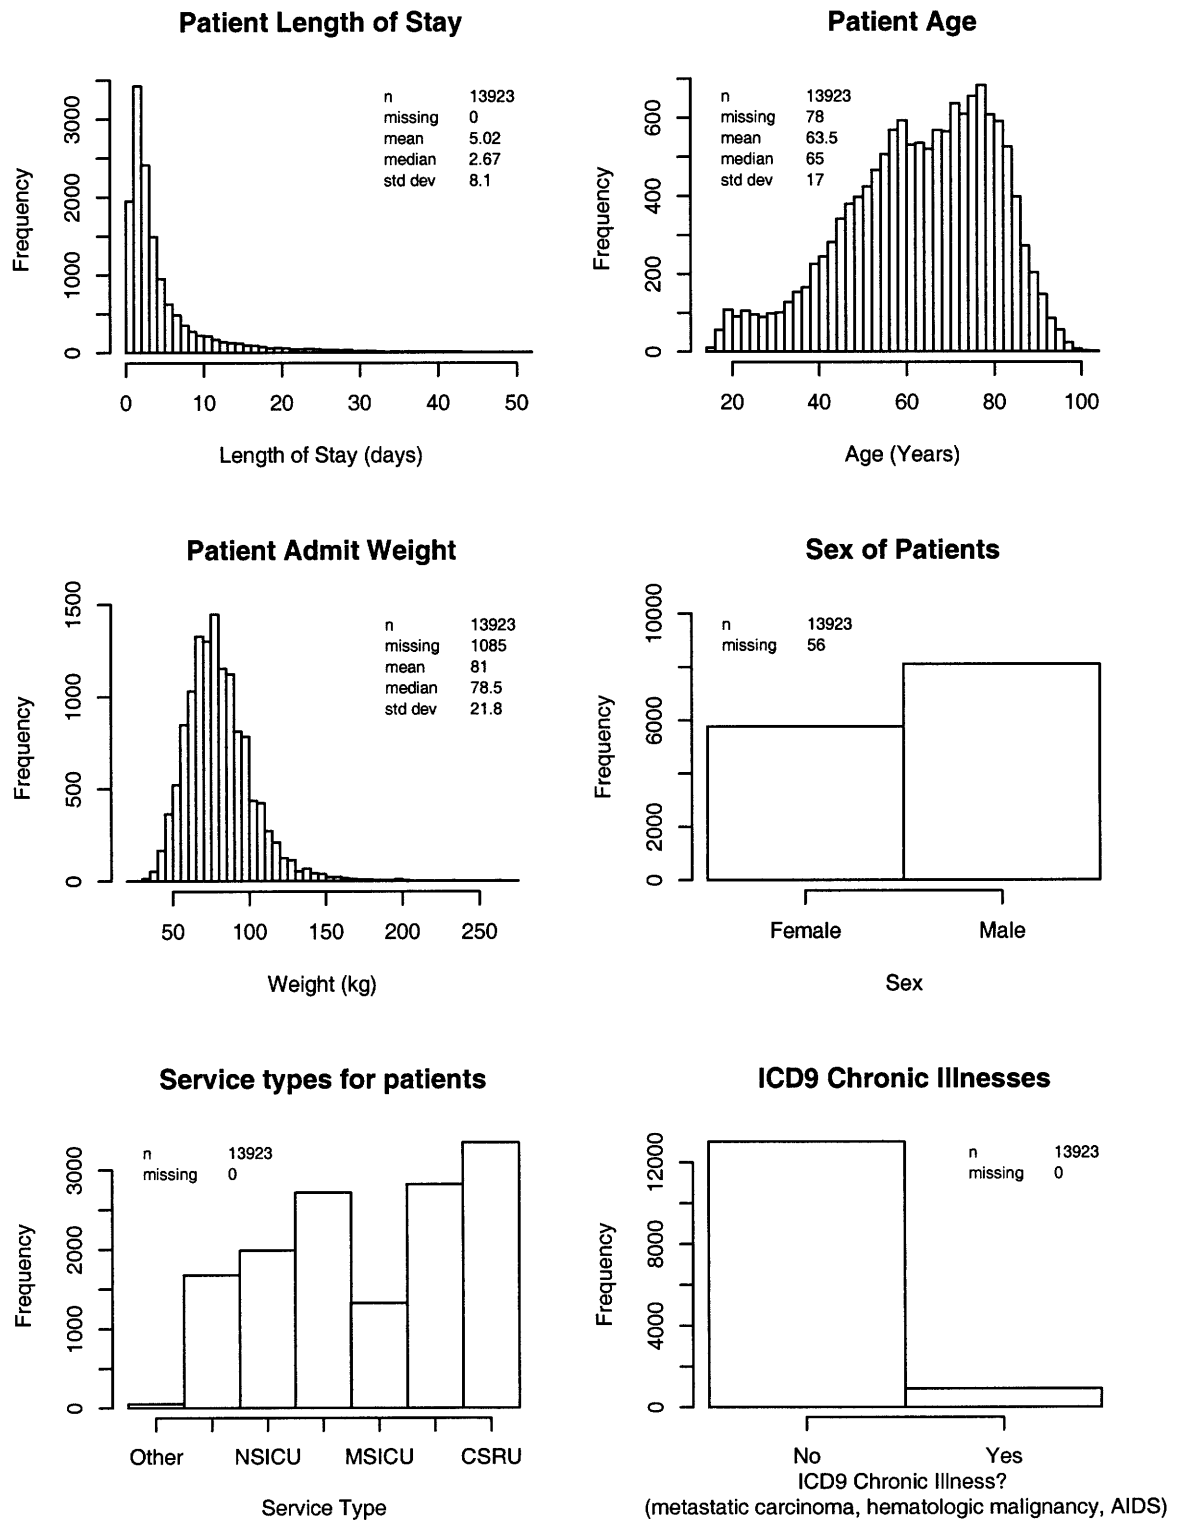 Patient Length of Stay
n 13923
missing 0
mean 5.02
median 2.67
std dev 8.1
Frequency
0 1000 2000 3000
0 10 20 30 40 50
Length of Stay (days)
Patient Age
n 13923
missing 78
mean 63.5
median 65
std dev 17
Frequency
0 200 400 600
20 40 60 80 100
Age (Years)
Patient Admit Weight
n 13923
missing 1085
mean 81
median 78.5
std dev 21.8
Frequency
0 500 1000 1500
50 100 150 200 250
Weight (kg)
Sex of Patients
n 13923
missing 56
Frequency
0 2000 6000 10000
Female Male
Sex
Service types for patients
n 13923
missing 0
Frequency
0 1000 2000 3000
Other NSICU MSICU CSRU
Service Type
ICD9 Chronic Illnesses
n 13923
missing 0
Frequency
0 4000 8000 12000
No Yes
ICD9 Chronic Illness?
(metastatic carcinoma, hematologic malignancy, AIDS)